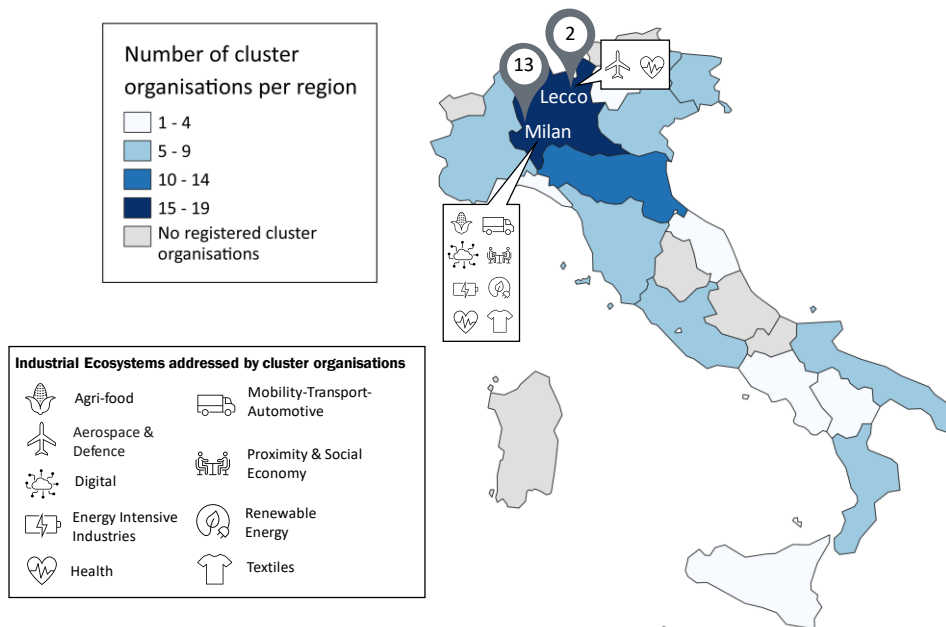 Number of cluster
organisations per region
1 - 4
5 - 9
10 - 14
15 - 19
No registered cluster
organisations
2
13
Lecco
Milan
Industrial Ecosystems addressed by cluster organisations
Agri-food
Aerospace &
Defence
Digital
Energy Intensive
Industries
Health
Mobility-Transport-
Automotive
Proximity & Social
Economy
Renewable
Energy
Textiles